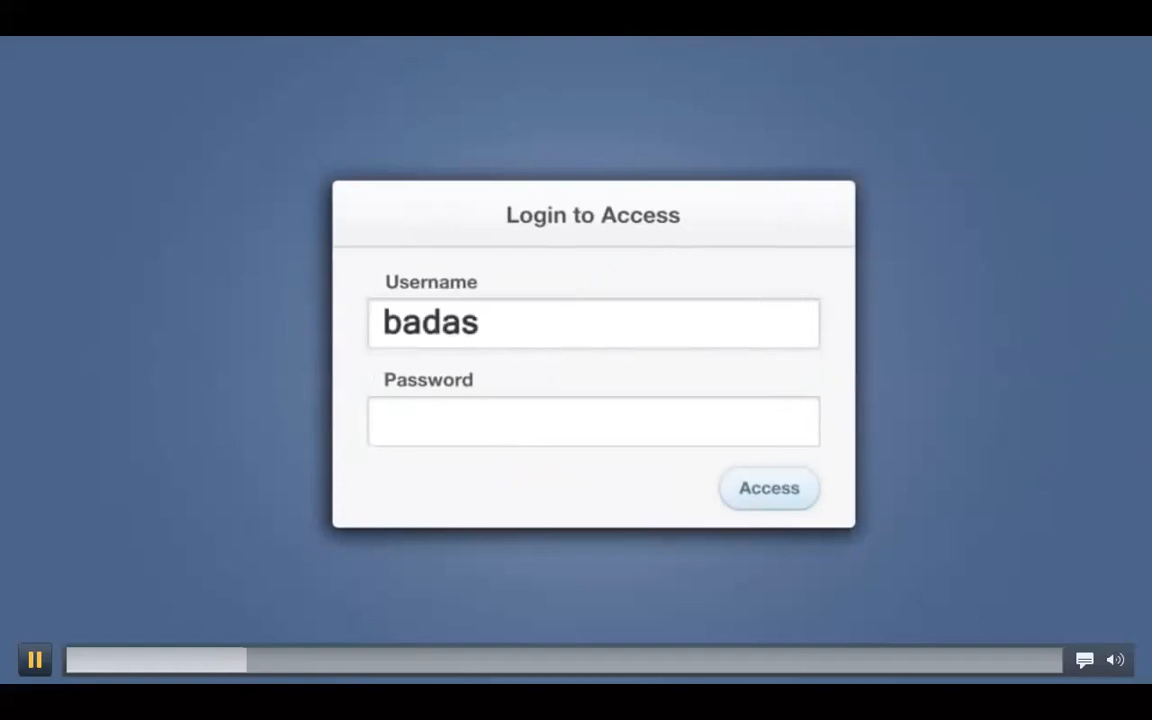 Login to Access
Username
badas
Password
Access